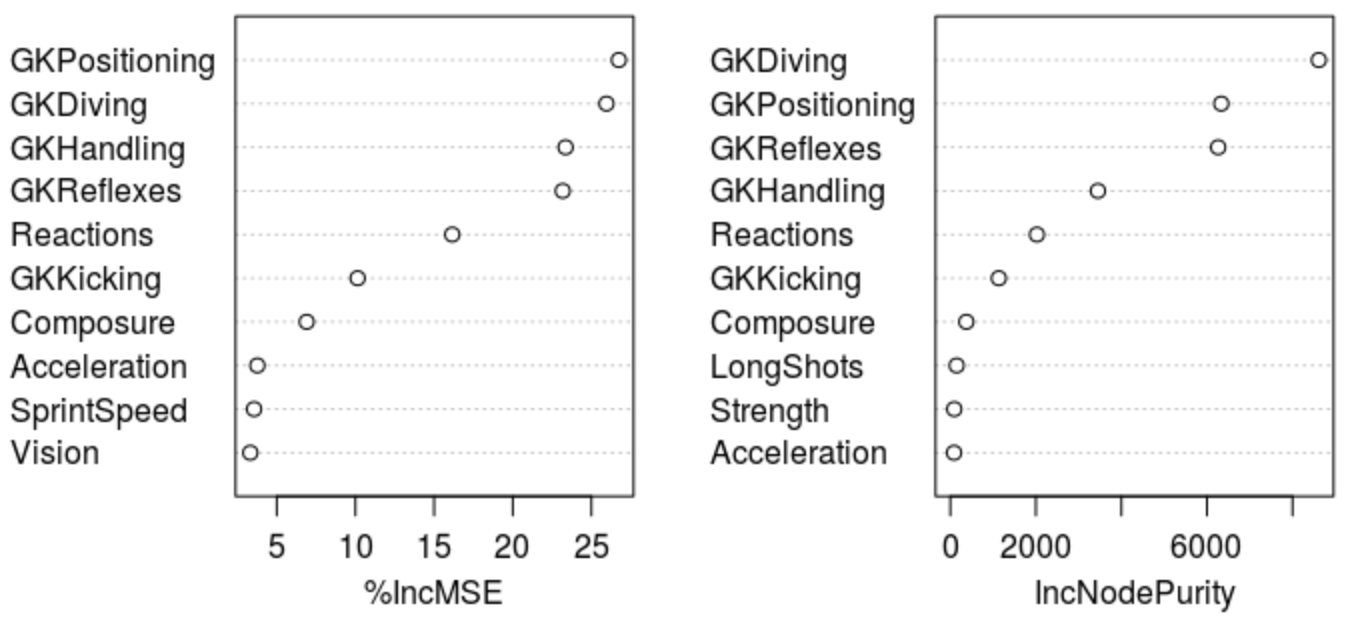 GKPositioning
GKDiving
GKHandling
GKReflexes
Reactions
GKKicking
Composure
Acceleration
SprintSpeed
Vision
5 10 15 20 25
%IncMSE
GKDiving
GKPositioning
GKReflexes
GKHandling
Reactions
GKKicking
Composure
LongShots
Strength
Acceleration
0 2000 6000
IncNodePurity